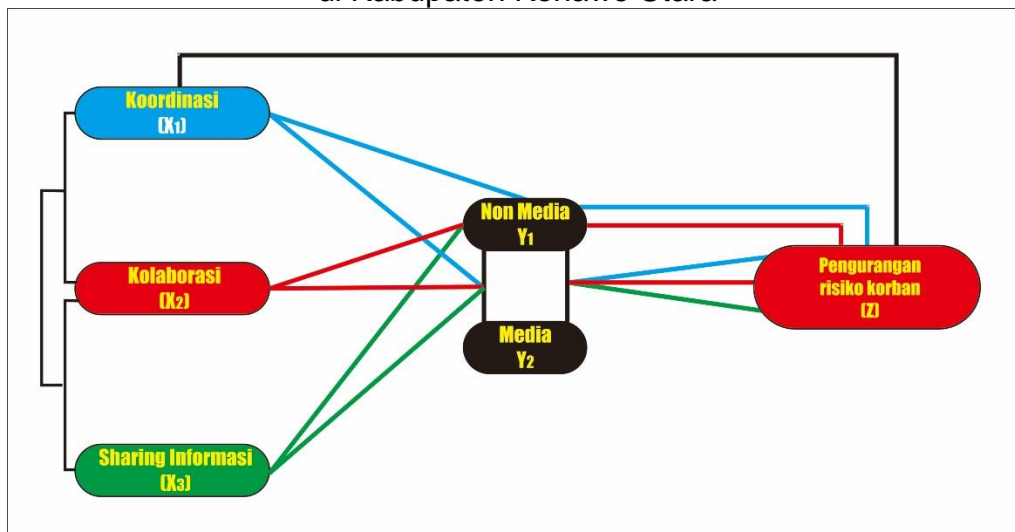 di Kabupaten Konawe Utara
Koordinasi
(X1)
Non Media
Y1
Kolaborasi
(X2)
Pengurangan
risiko korban
(Z)
Media
Y2
Sharing Informasi
(X3)